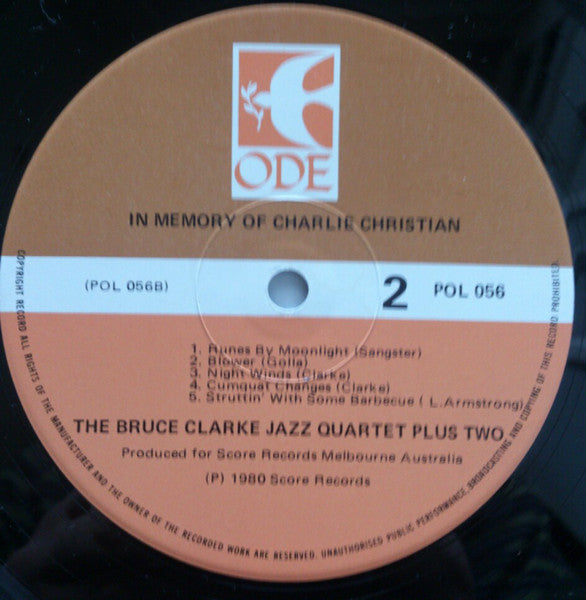 ODE
IN MEMORY OF CHARLIE CHRISTIAN
(POL 056B)
2
POL 056
1. Runes By Moonlight (Sangster)
2. Blower (Golla)
3. Night Winds (Clarke)
4. Cumquat Changes (Clarke)
5. Struttin' With Some Barbecue ( L.Armstrong)
THE BRUCE CLARKE JAZZ QUARTET PLUS TWO
Produced for Score Records Melbourne Australia
(P) 1980 Score Records
COPYRIGHT RECORD ALL RIGHTS OF THE MANUFACTURER AND THE OWNER OF THE RECORDED WORK ARE RESERVED. UNAUTHORISED PUBLIC PERFORMANCE, BROADCASTING AND COPYING OF THIS RECORD PROHIBITED.